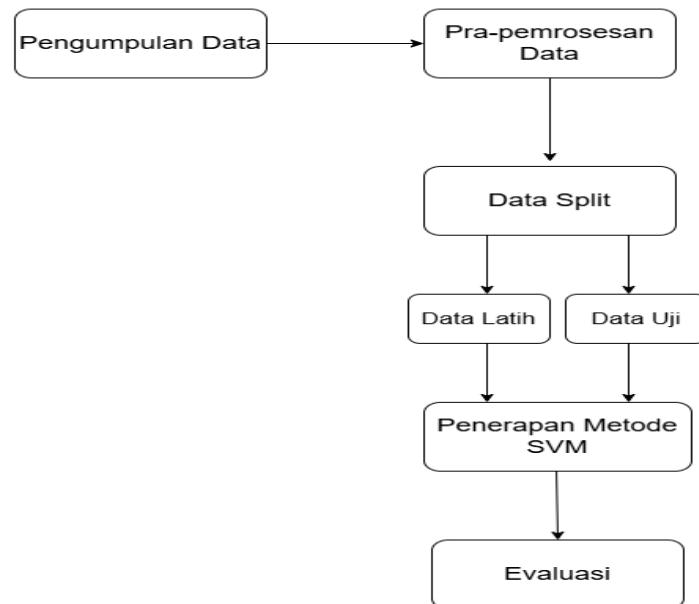 Pengumpulan Data
Pra-pemrosesan
Data
Data Split
Data Latih
Data Uji
Penerapan Metode
SVM
Evaluasi